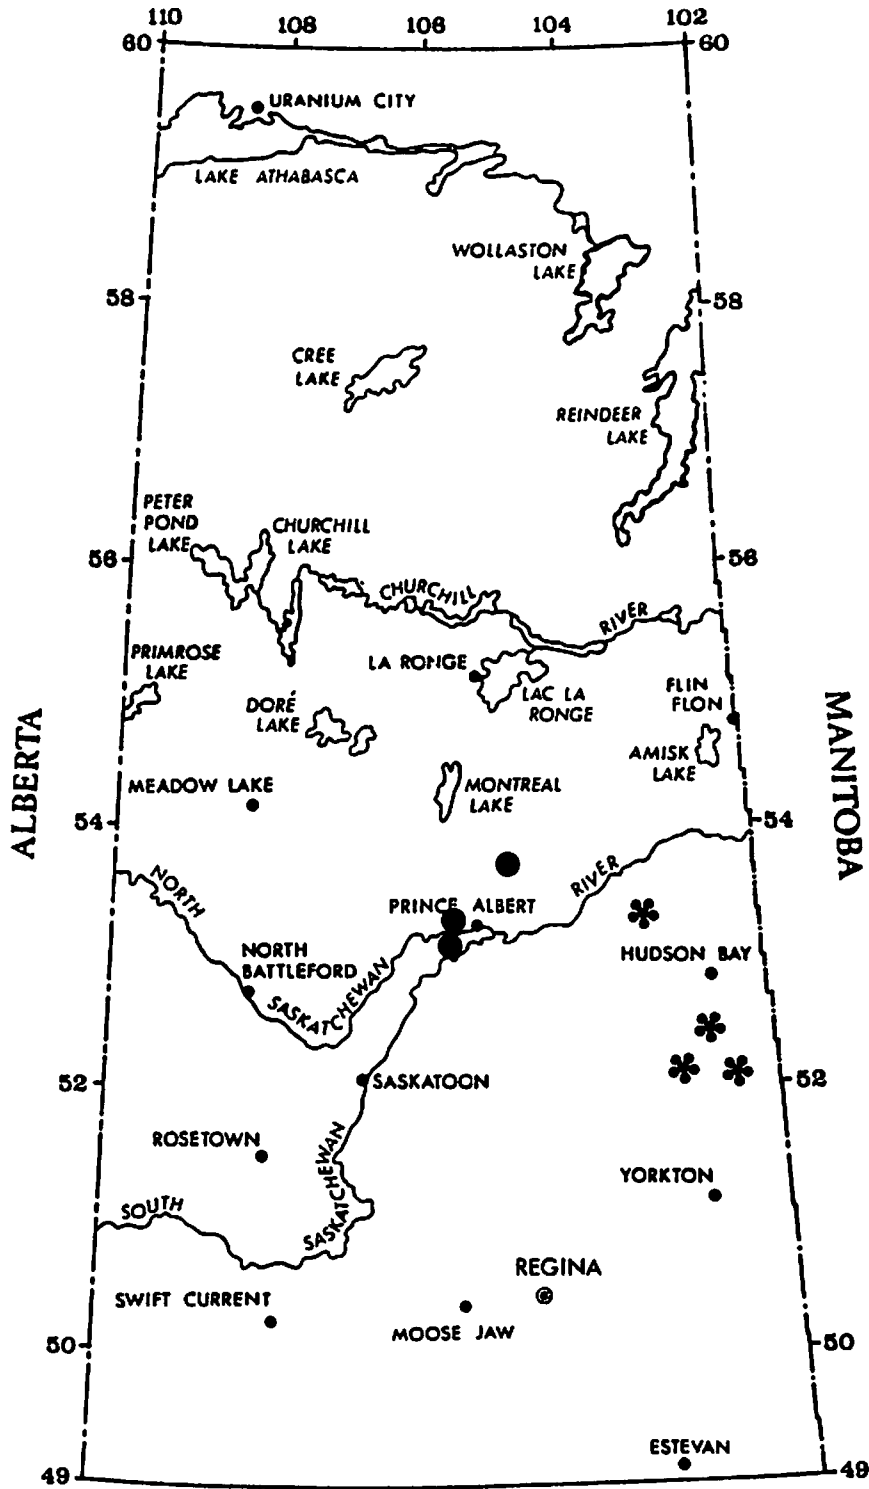 110 108 106 104 102
60 60
URANIUM CITY
LAKE ATHABASCA
WOLLASTON
LAKE
58 58
CREE
LAKE
REINDEER
LAKE
PETER
POND
LAKE
CHURCHILL
LAKE
56 56
CHURCHILL RIVER
PRIMROSE
LAKE
LA RONGE
LAC LA
RONGE
FLIN
FLON
DORÉ
LAKE
AMISK
LAKE
ALBERTA
MANITOBA
MEADOW LAKE
MONTREAL
LAKE
54 54
NORTH SASKATCHEWAN RIVER
PRINCE ALBERT
NORTH
BATTLEFORD
HUDSON BAY
52 52
SASKATOON
ROSETOWN
YORKTON
SOUTH SASKATCHEWAN
SASKATCHEWAN
REGINA
SWIFT CURRENT
MOOSE JAW
50 50
ESTEVAN
49 49